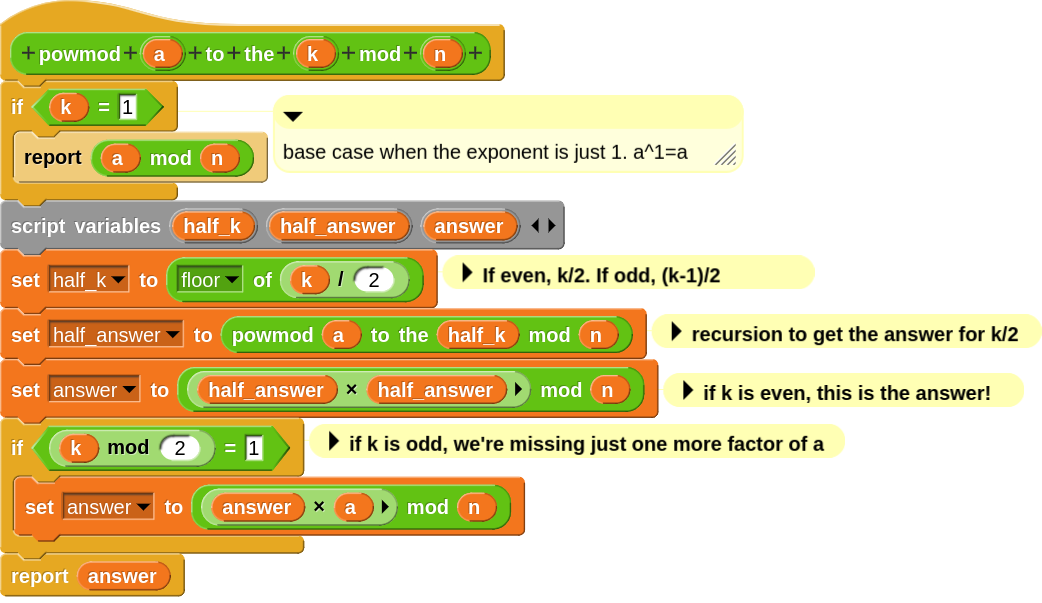 + powmod + a + to + the + k + mod + n +
if k = 1
base case when the exponent is just 1. a^1=a
report a mod n
script variables half_k half_answer answer
set half_k to floor of k / 2
If even, k/2. If odd, (k-1)/2
set half_answer to powmod a to the half_k mod n
recursion to get the answer for k/2
set answer to half_answer × half_answer mod n
if k is even, this is the answer!
if k mod 2 = 1
if k is odd, we're missing just one more factor of a
set answer to answer × a mod n
report answer